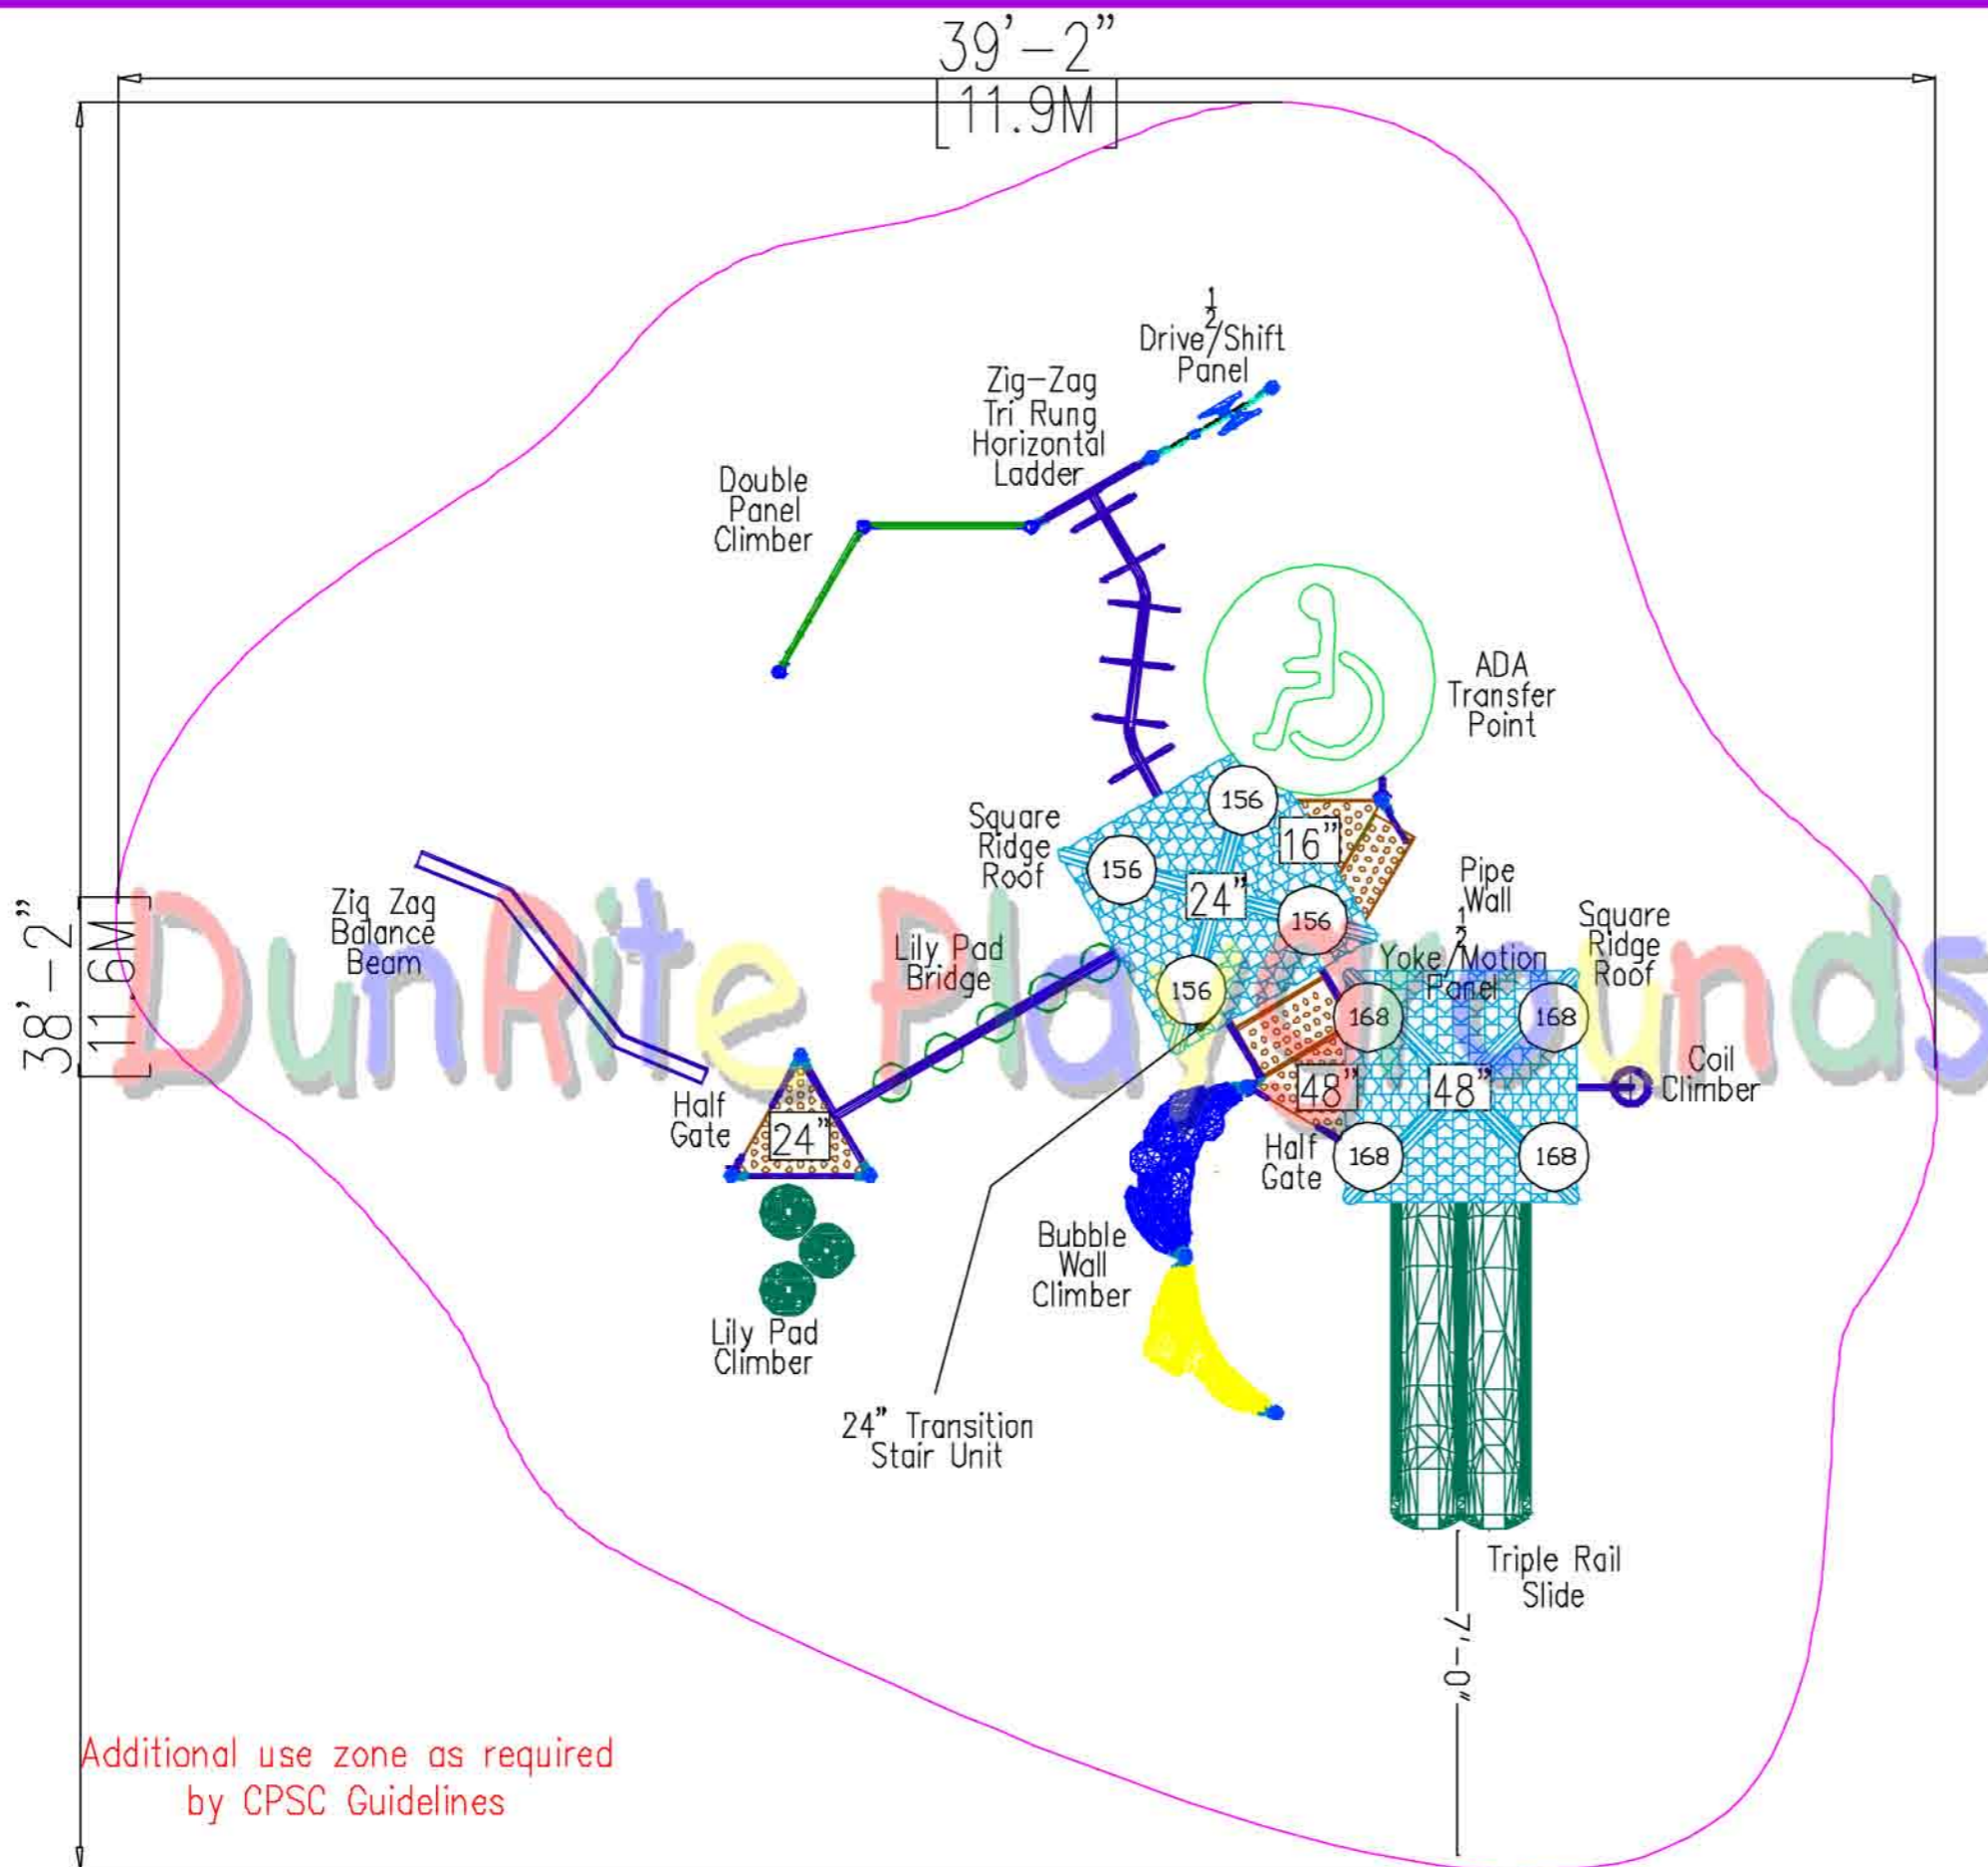 39'-2"
[11.9M]
1/2
Drive/Shift
Panel
Zig-Zag
Tri Rung
Horizontal
Ladder
Double
Panel
Climber
ADA
Transfer
Point
156
16"
Square
Ridge
Roof
156
24"
156
156
Pipe
Wall
1/2
Yoke/Motion
Panel
Square
Ridge
Roof
Zig Zag
Balance
Beam
Lily Pad
Bridge
38'-2"
[11.6M]
DunRite Playgrounds
168
168
48"
48"
Coil
Climber
Half
Gate
24"
Half
Gate
168
168
Bubble
Wall
Climber
Lily Pad
Climber
24" Transition
Stair Unit
Triple Rail
Slide
7'-0"
Additional use zone as required
by CPSC Guidelines